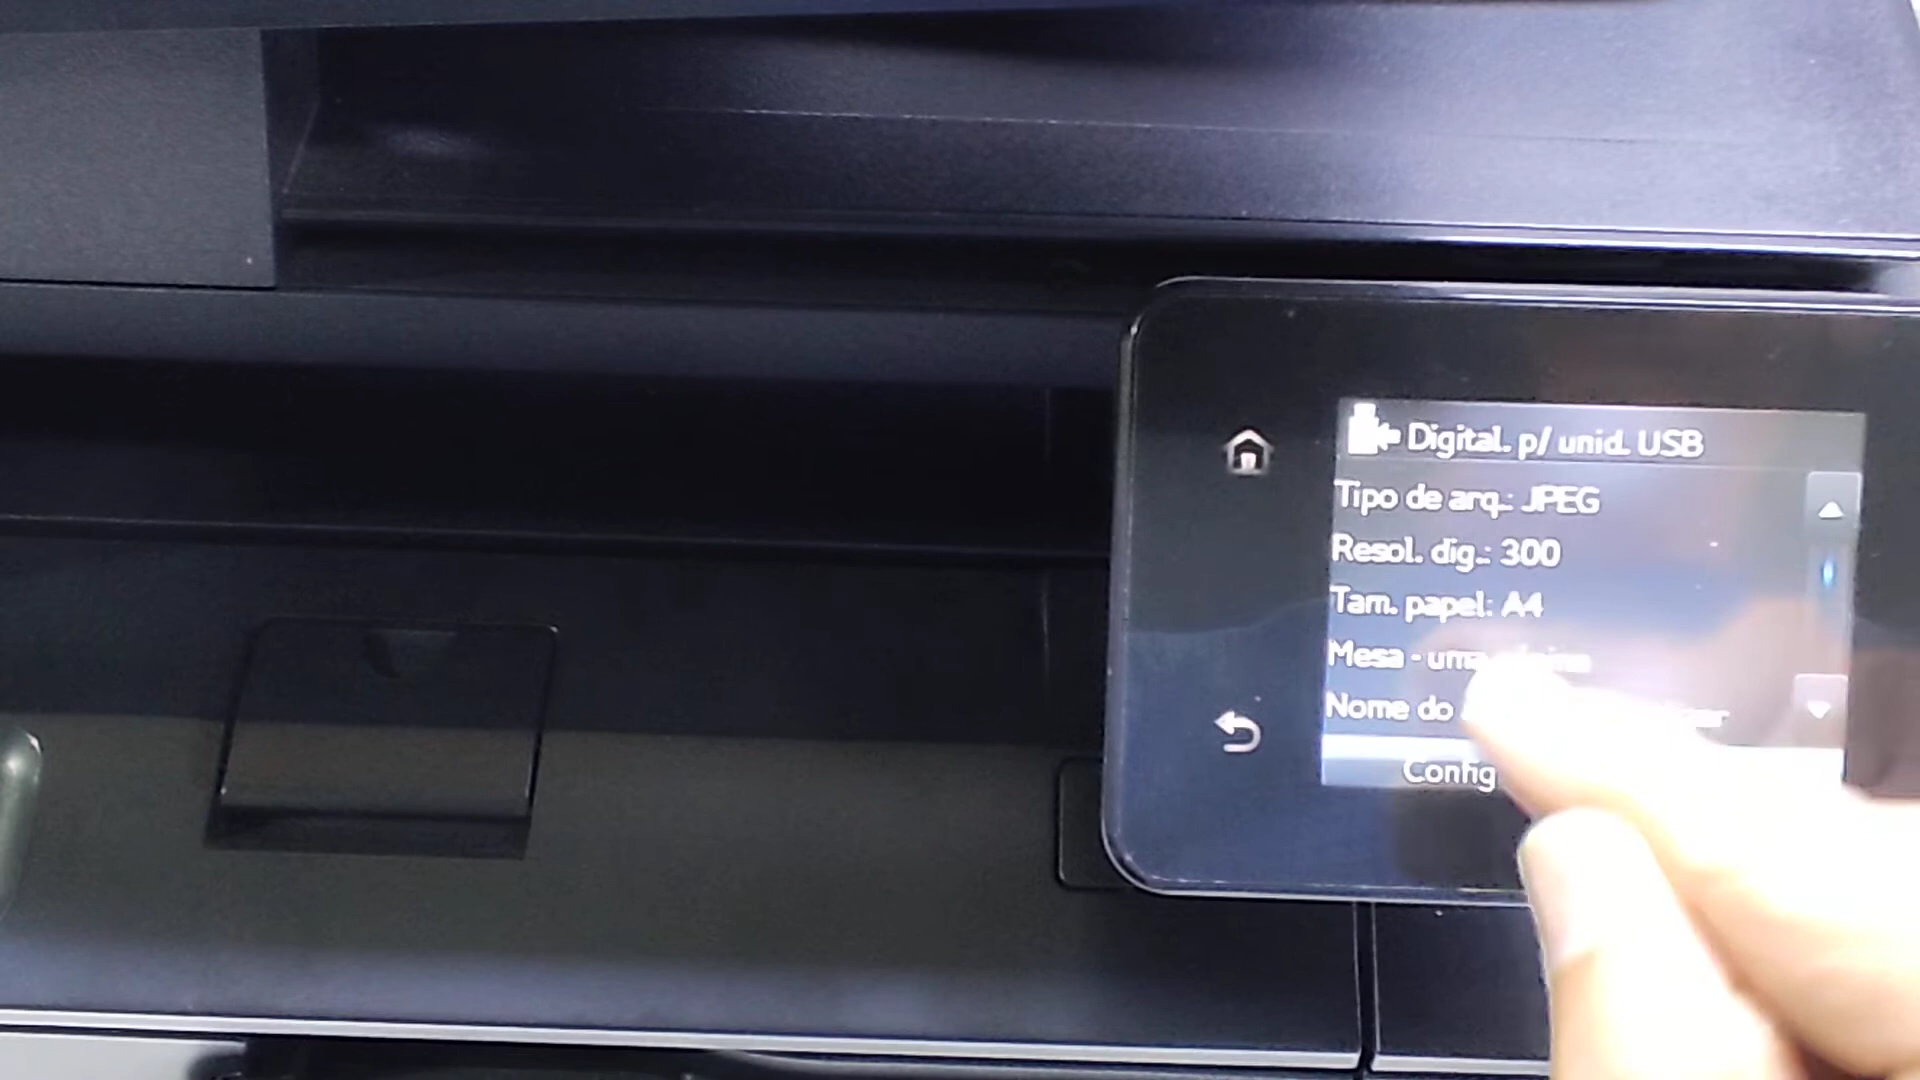 Digital. p/ unid. USB
Tipo de arq.: JPEG
Resol. dig.: 300
Tam. papel: A4
Mesa - uma
Nome do
Config